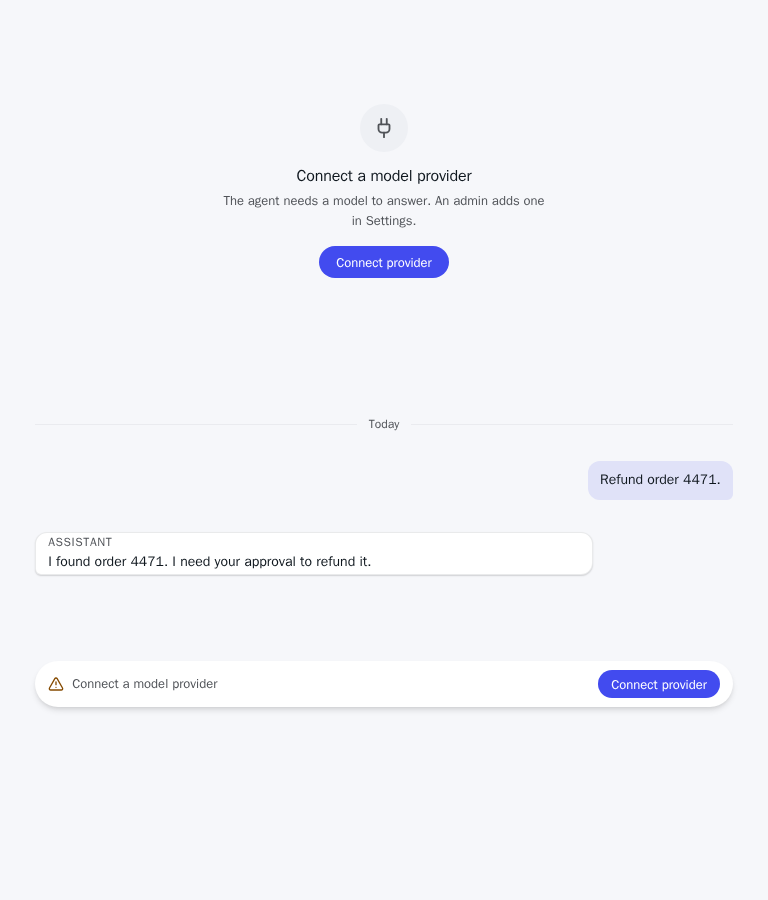 Connect a model provider
The agent needs a model to answer. An admin adds one
in Settings.
Connect provider
Today
Refund order 4471.
ASSISTANT
I found order 4471. I need your approval to refund it.
Connect a model provider
Connect provider